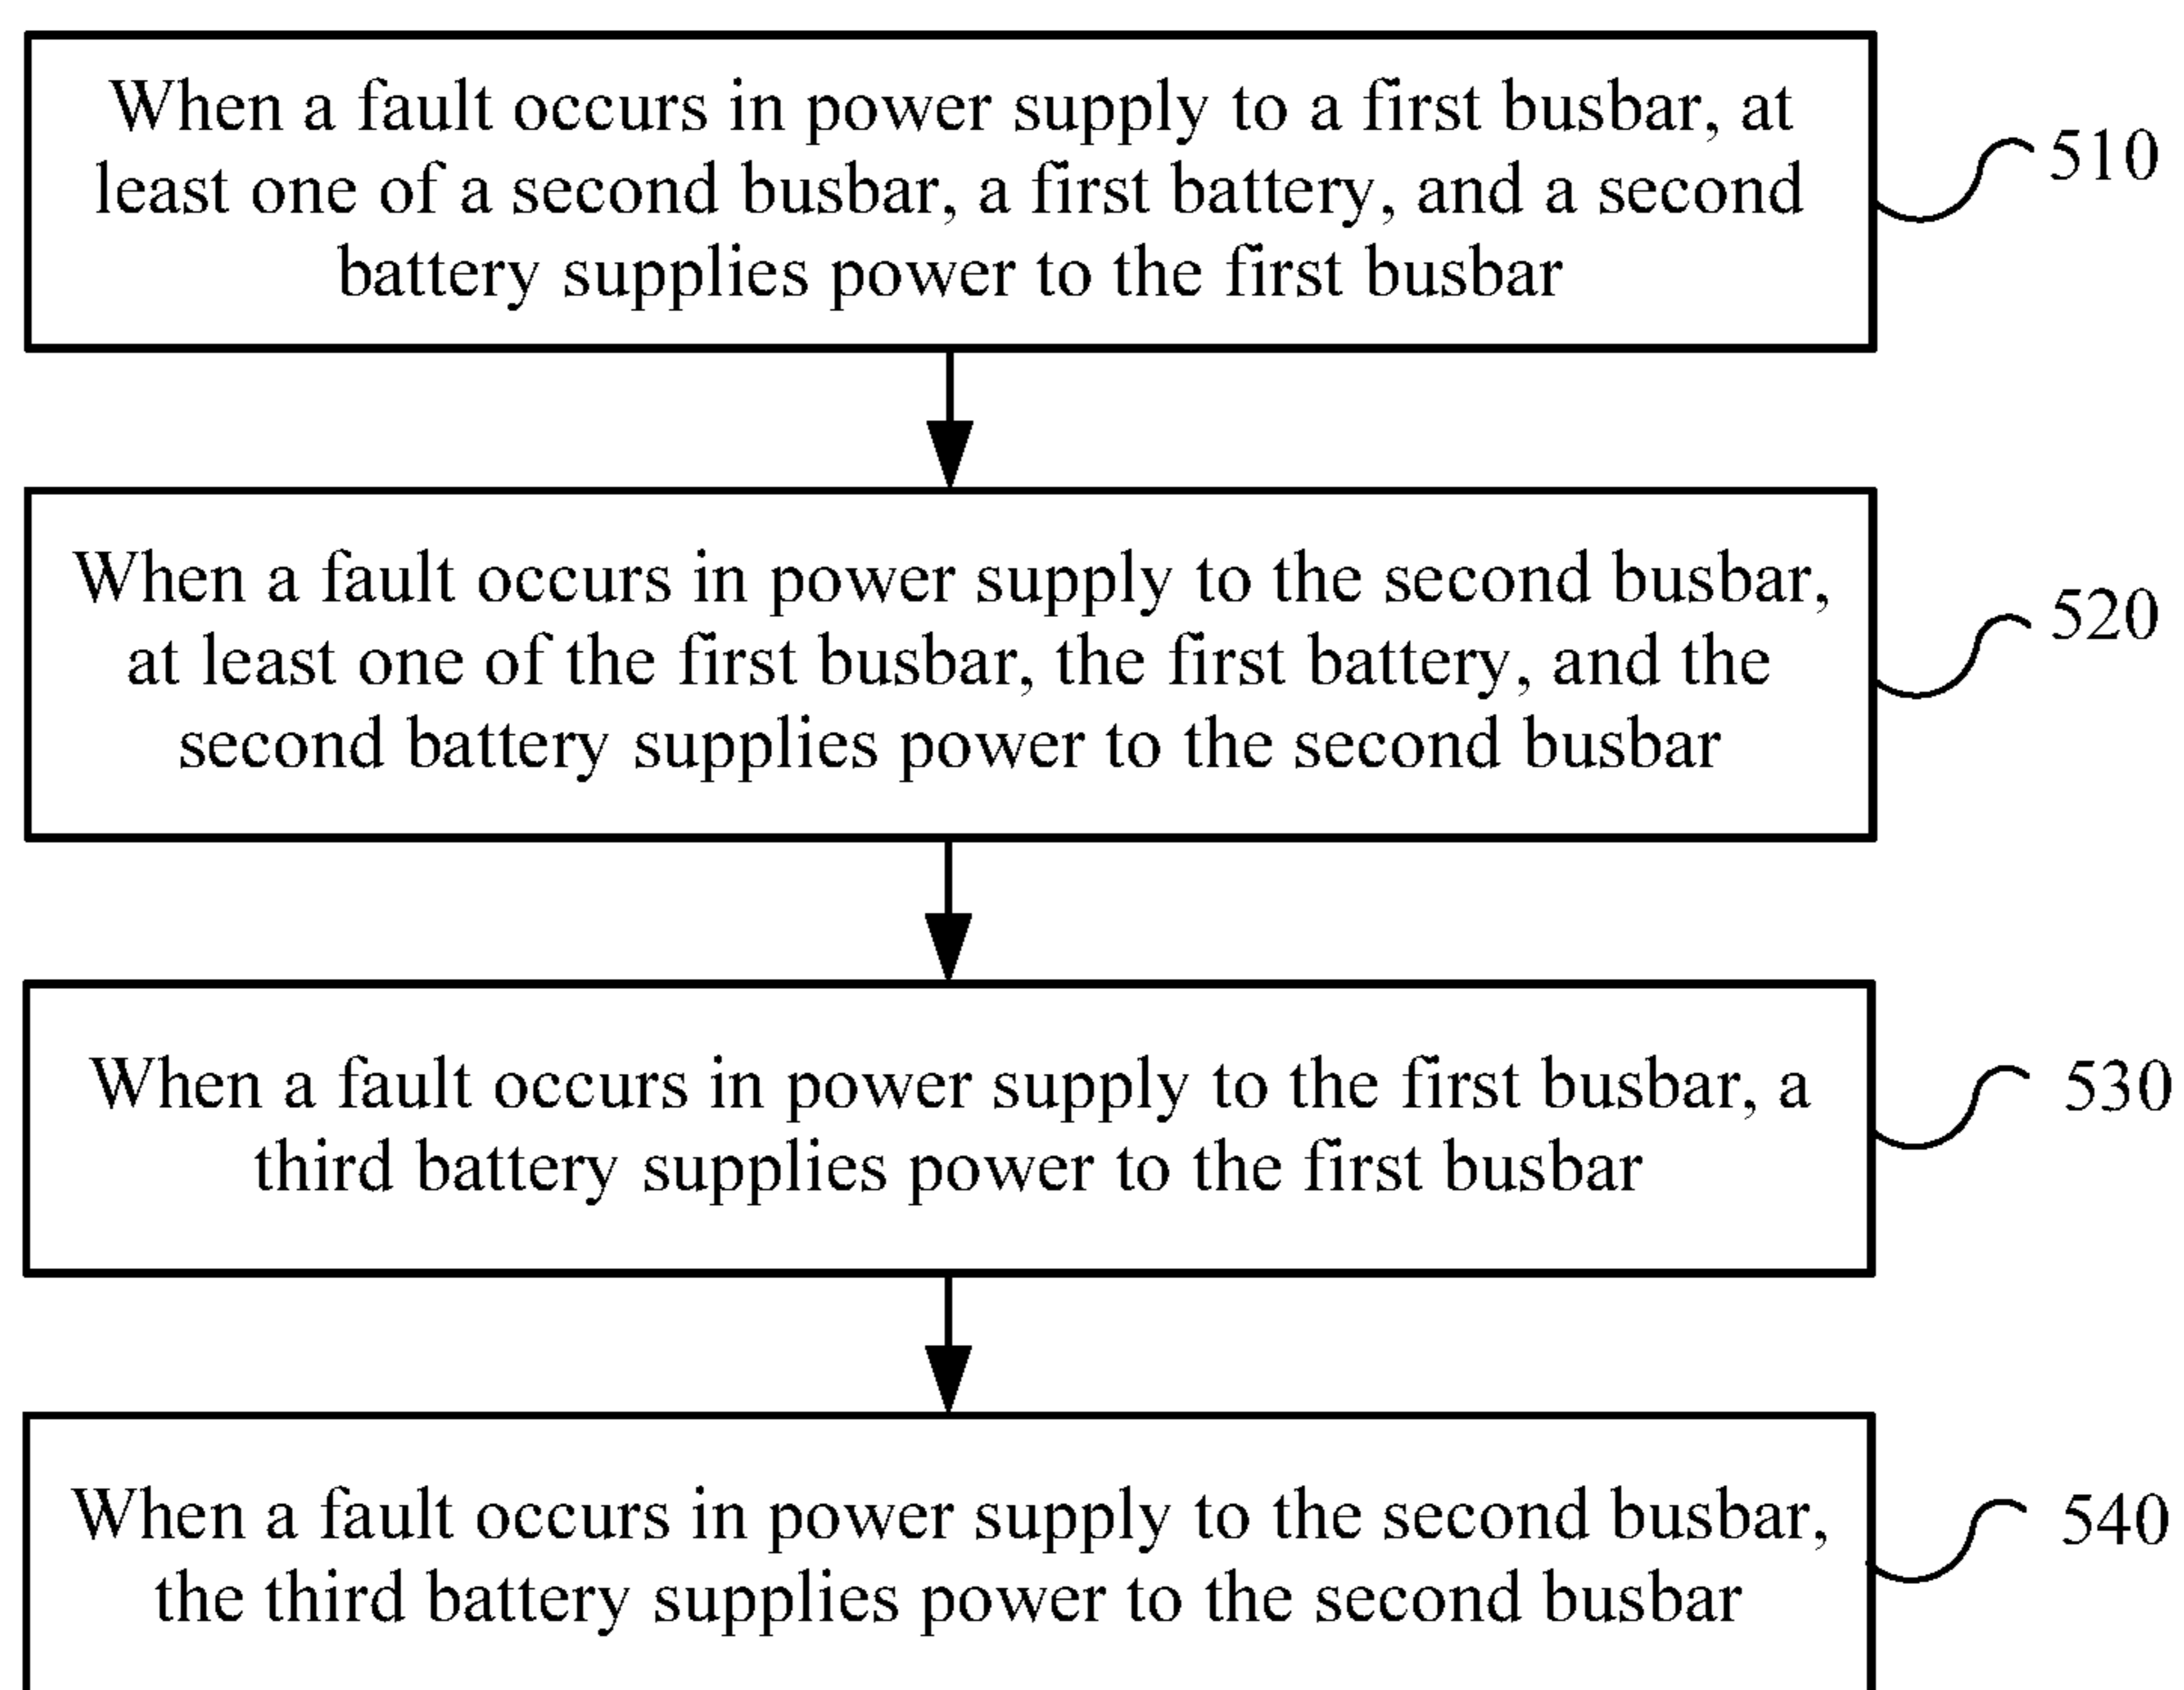 When a fault occurs in power supply to a first busbar, at
least one of a second busbar, a first battery, and a second
battery supplies power to the first busbar
510
When a fault occurs in power supply to the second busbar,
at least one of the first busbar, the first battery, and the
second battery supplies power to the second busbar
520
When a fault occurs in power supply to the first busbar, a
third battery supplies power to the first busbar
530
When a fault occurs in power supply to the second busbar,
the third battery supplies power to the second busbar
540